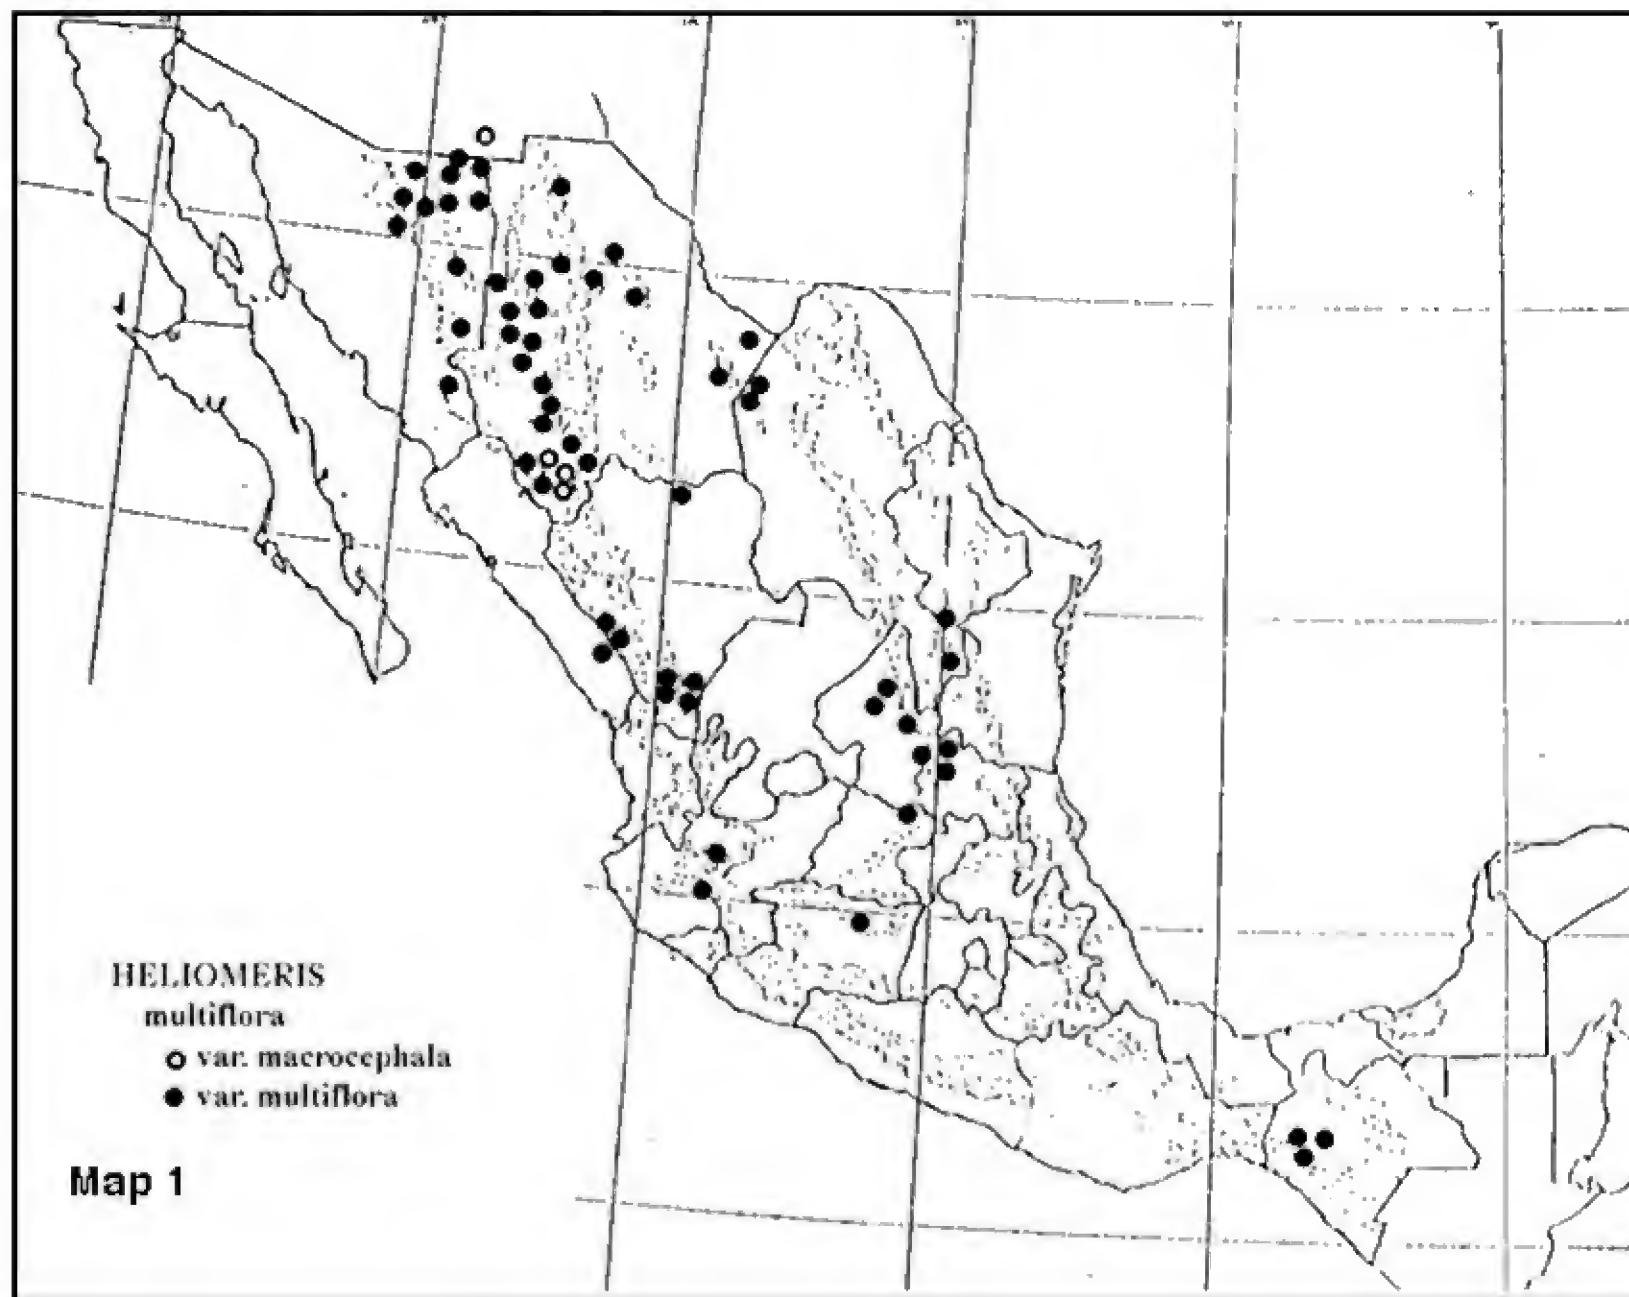 HELIOMERIS
multiflora
var. macrocephala
var. multiflora
Map 1